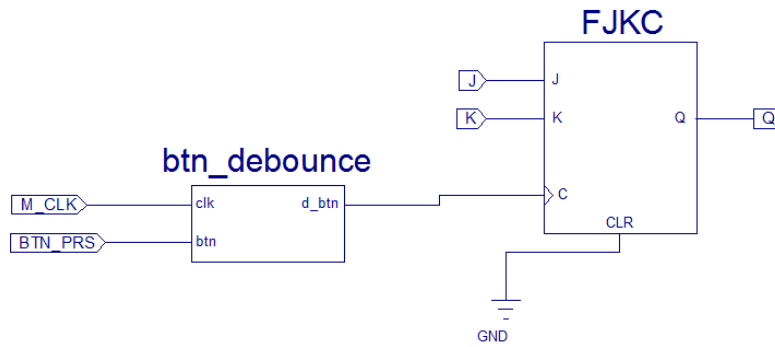 FJKC
J
J
K
K
Q
Q
btn_debounce
M_CLK
clk
d_btn
C
BTN_PRS
btn
CLR
GND